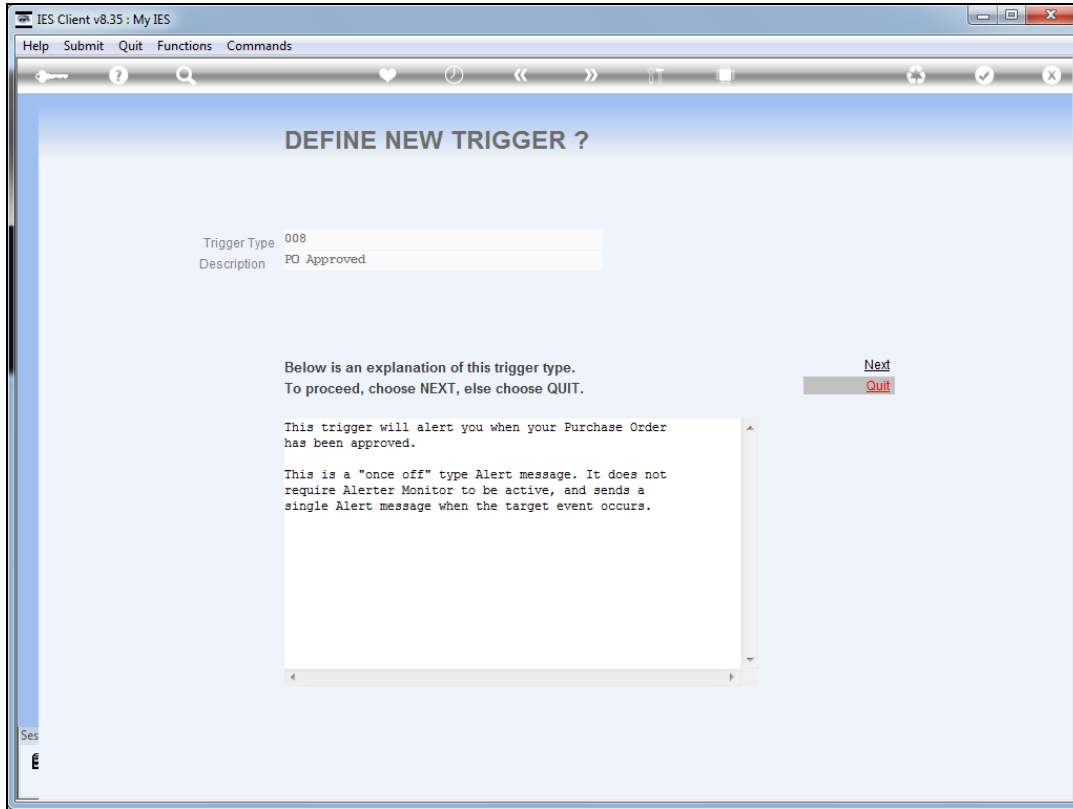 IES Client v8.35 : My IES
Help Submit Quit Functions Commands
DEFINE NEW TRIGGER ?
Trigger Type 008
Description PO Approved
Below is an explanation of this trigger type.
To proceed, choose NEXT, else choose QUIT.
Next
Quit
This trigger will alert you when your Purchase Order
has been approved.
This is a "once off" type Alert message. It does not
require Alerter Monitor to be active, and sends a
single Alert message when the target event occurs.
Ses